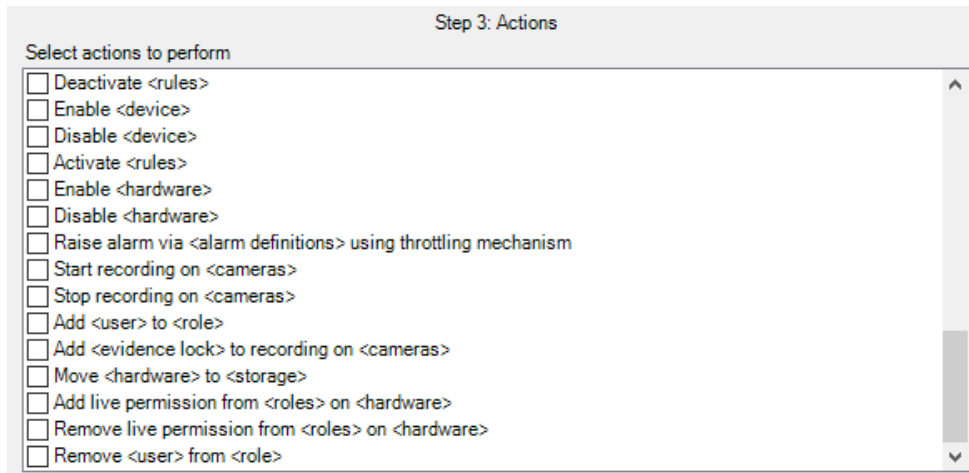 Step 3: Actions
Select actions to perform
Deactivate <rules>
Enable <device>
Disable <device>
Activate <rules>
Enable <hardware>
Disable <hardware>
Raise alarm via <alarm definitions> using throttling mechanism
Start recording on <cameras>
Stop recording on <cameras>
Add <user> to <role>
Add <evidence lock> to recording on <cameras>
Move <hardware> to <storage>
Add live permission from <roles> on <hardware>
Remove live permission from <roles> on <hardware>
Remove <user> from <role>